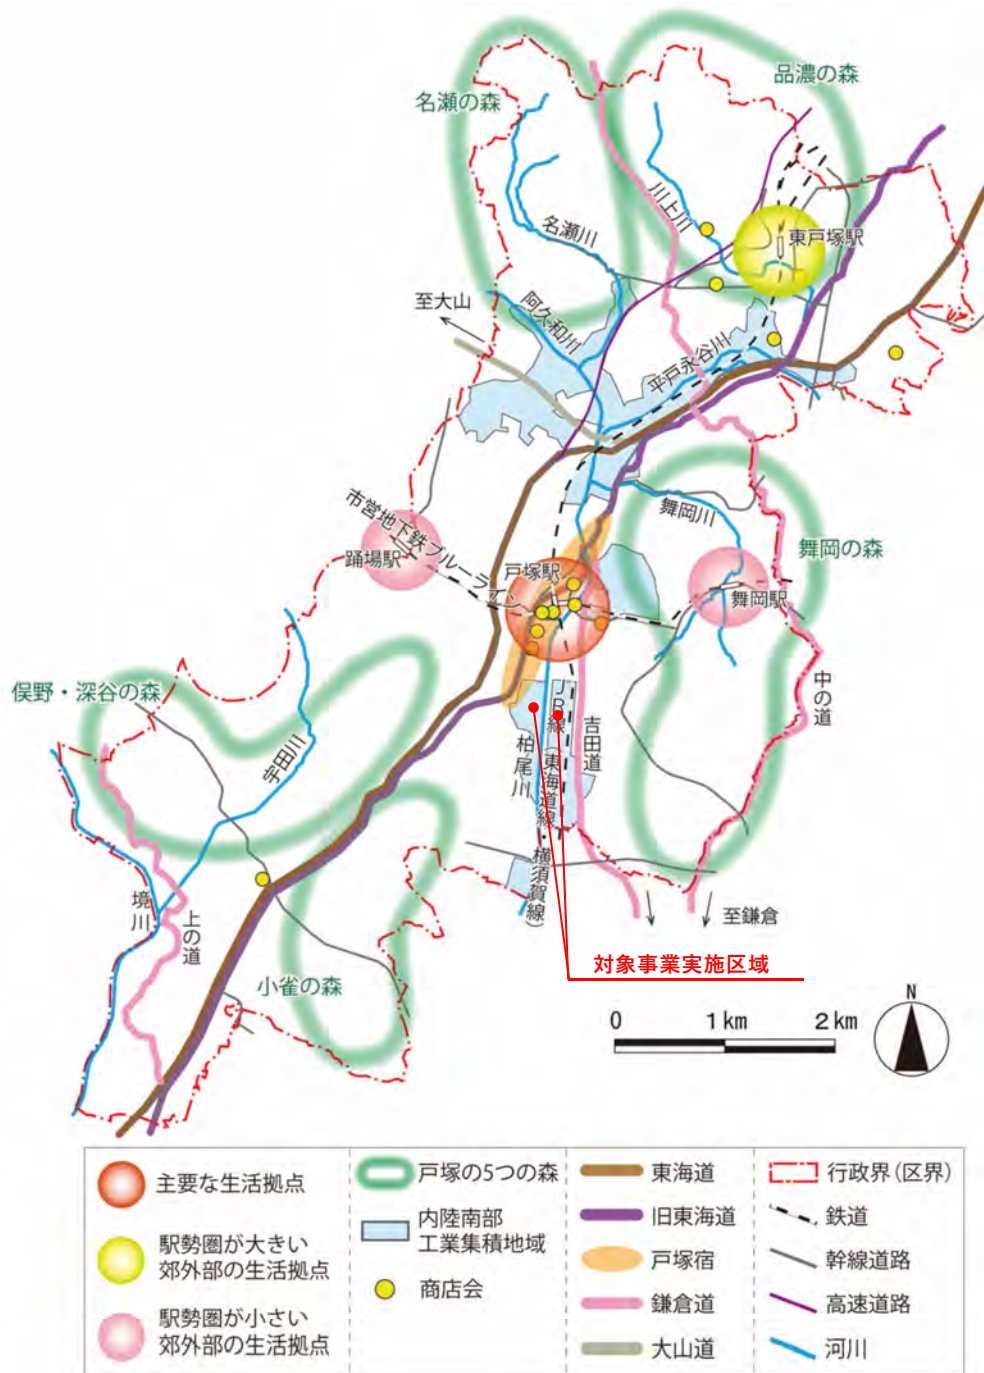 品濃の森
名瀬の森
川上川
名瀬川
東戸塚駅
至大山
阿久和川
平戸永谷川
市営地下鉄ブルーライン
踊場駅
舞岡川
舞岡の森
戸塚駅
舞岡駅
俣野・深谷の森
中の道
宇田川
JR線(東海道線・横須賀線)
吉田道
柏尾川
境川
上の道
至鎌倉
対象事業実施区域
小雀の森
N
0 1km 2km
主要な生活拠点
駅勢圏が大きい
郊外部の生活拠点
駅勢圏が小さい
郊外部の生活拠点
戸塚の5つの森
内陸南部
工業集積地域
商店会
東海道
旧東海道
戸塚宿
鎌倉道
大山道
行政界(区界)
鉄道
幹線道路
高速道路
河川